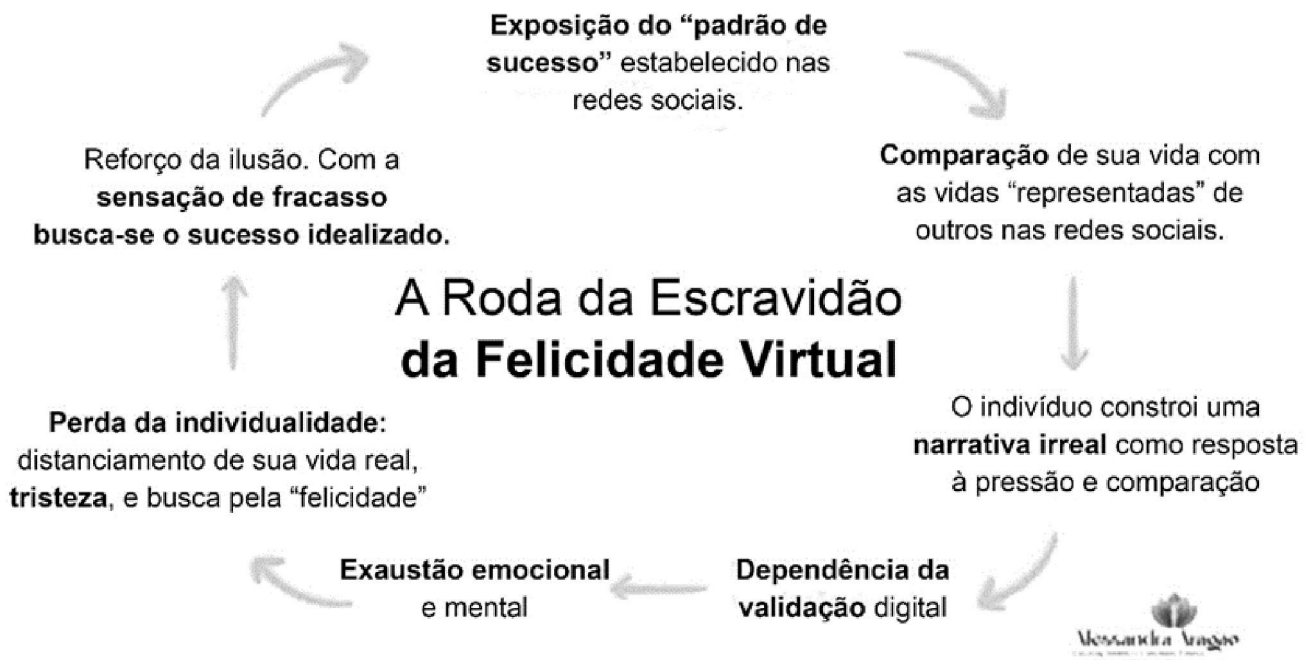 Exposição do “padrão de
sucesso” estabelecido nas
redes sociais.
Comparação de sua vida com
as vidas “representadas” de
outros nas redes sociais.
O indivíduo constroi uma
narrativa irreal como resposta
à pressão e comparação
Dependência da
validação digital
Exaustão emocional
e mental
Perda da individualidade:
distanciamento de sua vida real,
tristeza, e busca pela “felicidade”
Reforço da ilusão. Com a
sensação de fracasso
busca-se o sucesso idealizado.
A Roda da Escravidão
da Felicidade Virtual
Alessandra Aragão